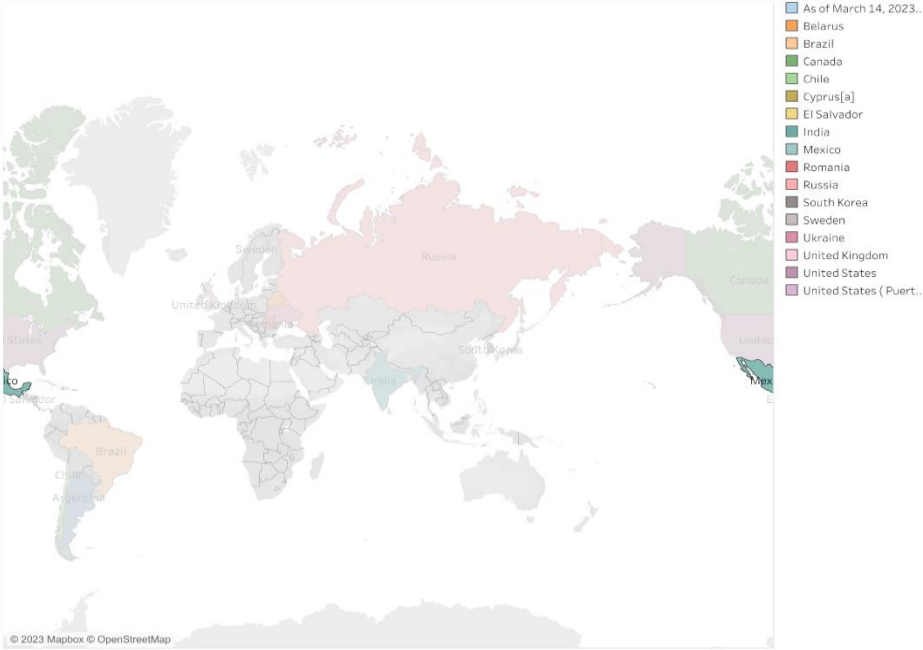 As of March 14, 2023..
Belarus
Brazil
Canada
Chile
Cyprus[a]
El Salvador
India
Mexico
Romania
Russia
South Korea
Sweden
Ukraine
United Kingdom
United States
United States ( Puert..
Sweden
Russia
Canada
United Kingdom
States
United
South Korea
ico
India
Mex
l Salvador
E
Brazil
Chile
Argentina
© 2023 Mapbox © OpenStreetMap